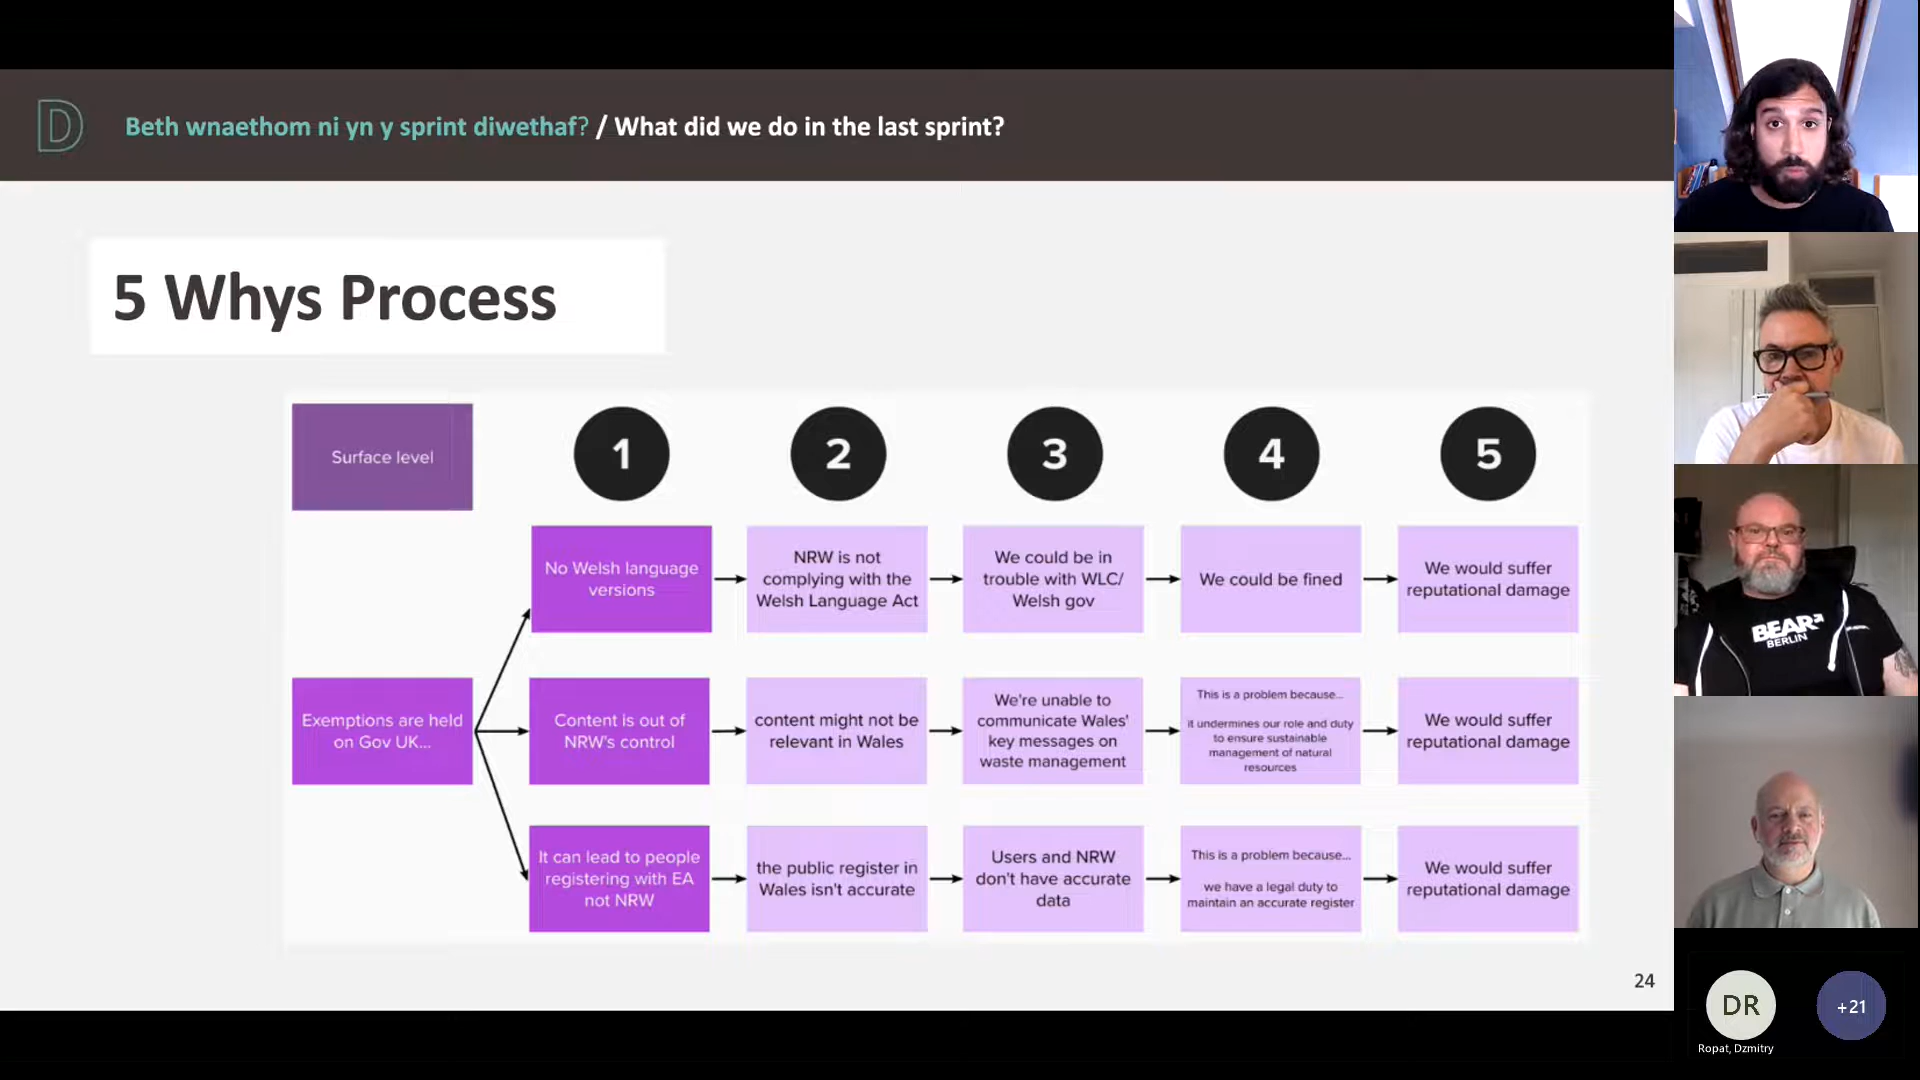 D
Beth wnaethom ni yn y sprint diwethaf? / What did we do in the last sprint?
5 Whys Process
Surface level
1
2
3
4
5
No Welsh language
versions
NRW is not
complying with the
Welsh Language Act
We could be in
trouble with WLC/
Welsh gov
We could be fined
We would suffer
reputational damage
Exemptions are held
on Gov UK...
Content is out of
NRW's control
content might not be
relevant in Wales
We're unable to
communicate Wales'
key messages on
waste management
This is a problem because...
it undermines our role and duty
to ensure sustainable
management of natural
resources
We would suffer
reputational damage
It can lead to people
registering with EA
not NRW
the public register in
Wales isn't accurate
Users and NRW
don't have accurate
data
This is a problem because...
we have a legal duty to
maintain an accurate register
We would suffer
reputational damage
24
BEAR
BERLIN
DR
+21
Ropat, Dzmitry